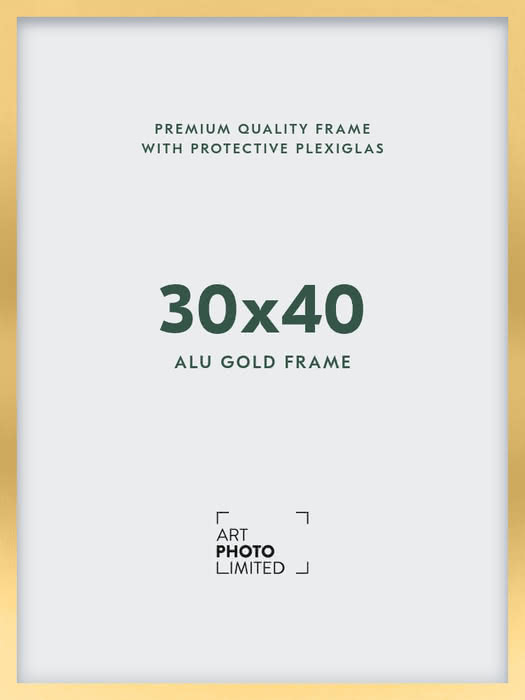 PREMIUM QUALITY FRAME
WITH PROTECTIVE PLEXIGLAS
30x40
ALU GOLD FRAME
ART
PHOTO
LIMITED